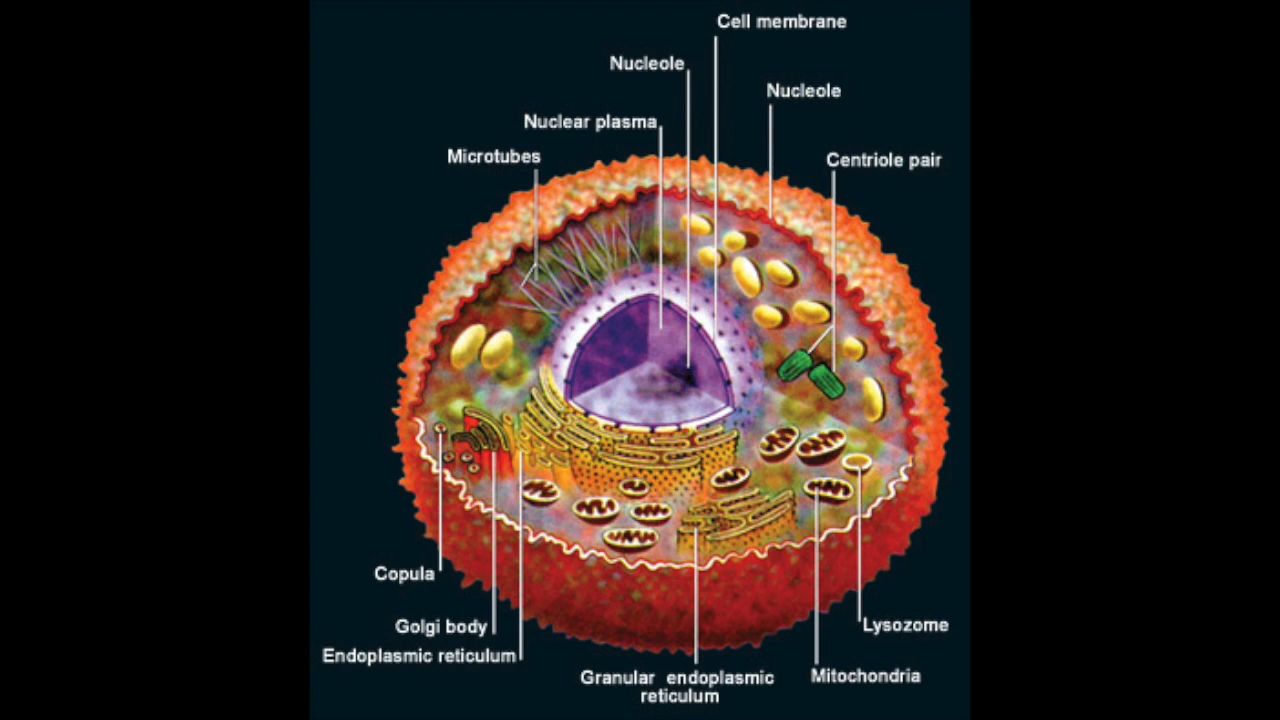 Cell membrane
Nucleole
Nucleole
Nuclear plasma
Microtubes
Centriole pair
Copula
Golgi body
Lysozome
Endoplasmic reticulum
Granular endoplasmic
reticulum
Mitochondria